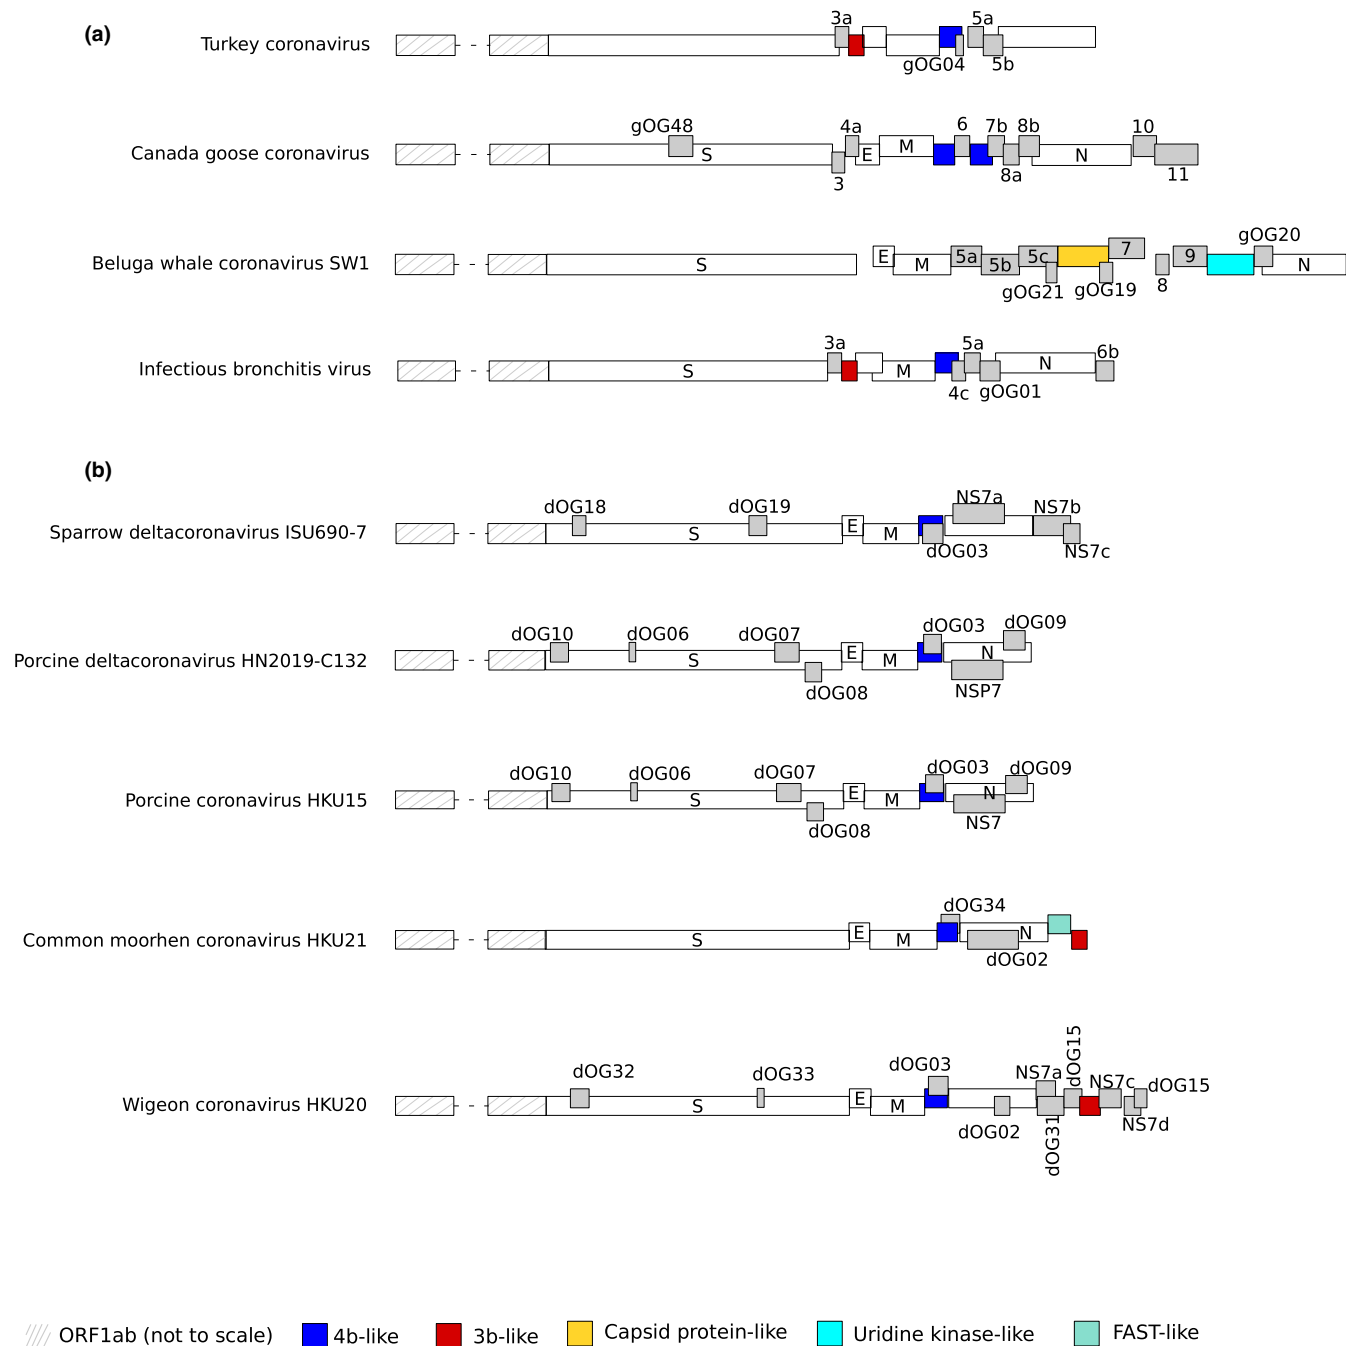 (a)
3a
5a
Turkey coronavirus
gOG04
5b
gOG48
4a
6
7b
8b
10
Canada goose coronavirus
S
E
M
N
3
8a
11
gOG20
Beluga whale coronavirus SW1
S
E
M
5a
5b
5c
7
9
N
gOG21
gOG19
8
3a
5a
6b
Infectious bronchitis virus
S
M
N
4c
gOG01
(b)
dOG18
dOG19
NS7a
NS7b
Sparrow deltacoronavirus ISU690-7
S
E
M
dOG03
NS7c
dOG10
dOG06
dOG07
dOG03
dOG09
Porcine deltacoronavirus HN2019-C132
S
E
M
N
dOG08
NSP7
dOG10
dOG06
dOG07
dOG03
dOG09
Porcine coronavirus HKU15
S
E
M
N
dOG08
NS7
dOG34
Common moorhen coronavirus HKU21
S
E
M
N
dOG02
dOG32
dOG33
dOG03
NS7a
dOG15
NS7c
dOG15
Wigeon coronavirus HKU20
S
E
M
dOG02
dOG31
NS7d
ORF1ab (not to scale)
4b-like
3b-like
Capsid protein-like
Uridine kinase-like
FAST-like